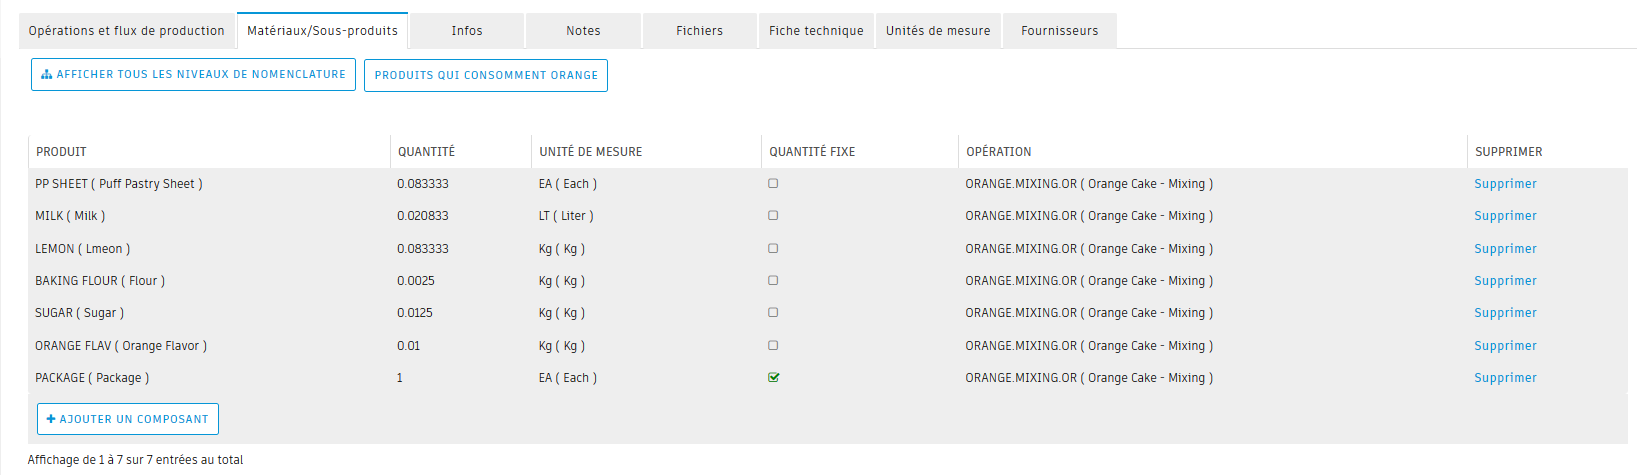 Opérations et flux de production Matériaux/Sous-produits Infos Notes Fichiers Fiche technique Unités de mesure Fournisseurs
AFFICHER TOUS LES NIVEAUX DE NOMENCLATURE PRODUITS QUI CONSOMMENT ORANGE
PRODUIT QUANTITÉ UNITÉ DE MESURE QUANTITÉ FIXE OPÉRATION SUPPRIMER
PP SHEET ( Puff Pastry Sheet ) 0.083333 EA ( Each ) ORANGE.MIXING.OR ( Orange Cake - Mixing ) Supprimer
MILK ( Milk ) 0.020833 LT ( Liter ) ORANGE.MIXING.OR ( Orange Cake - Mixing ) Supprimer
LEMON ( Lmeon ) 0.083333 Kg ( Kg ) ORANGE.MIXING.OR ( Orange Cake - Mixing ) Supprimer
BAKING FLOUR ( Flour ) 0.0025 Kg ( Kg ) ORANGE.MIXING.OR ( Orange Cake - Mixing ) Supprimer
SUGAR ( Sugar ) 0.0125 Kg ( Kg ) ORANGE.MIXING.OR ( Orange Cake - Mixing ) Supprimer
ORANGE FLAV ( Orange Flavor ) 0.01 Kg ( Kg ) ORANGE.MIXING.OR ( Orange Cake - Mixing ) Supprimer
PACKAGE ( Package ) 1 EA ( Each ) ORANGE.MIXING.OR ( Orange Cake - Mixing ) Supprimer
+ AJOUTER UN COMPOSANT
Affichage de 1 à 7 sur 7 entrées au total